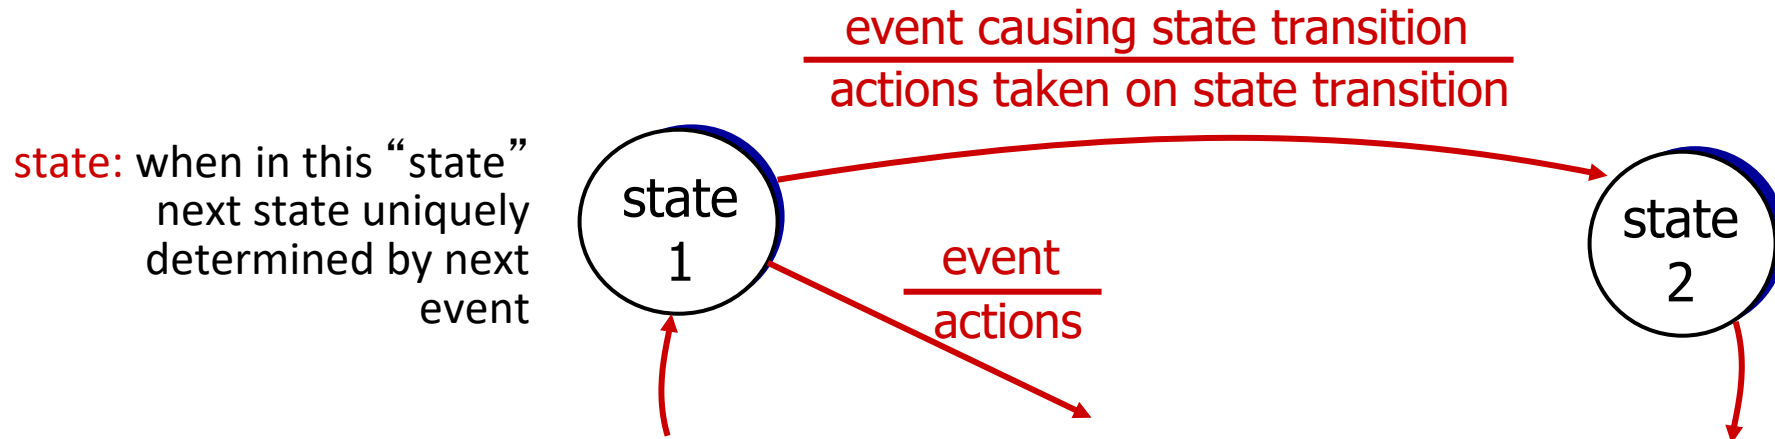 event causing state transition
actions taken on state transition
state: when in this “state”
next state uniquely
determined by next
event
state
1
event
actions
state
2